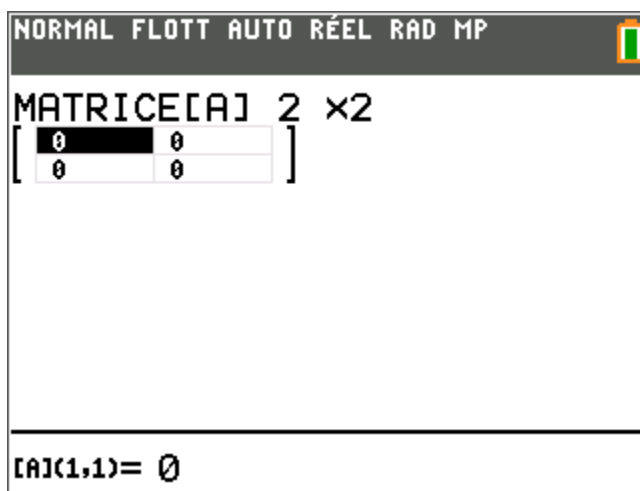 NORMAL FLOTT AUTO RÉEL RAD MP
MATRICE[A] 2 ×2
[ 0 0 ]
0 0
[A](1,1)= 0